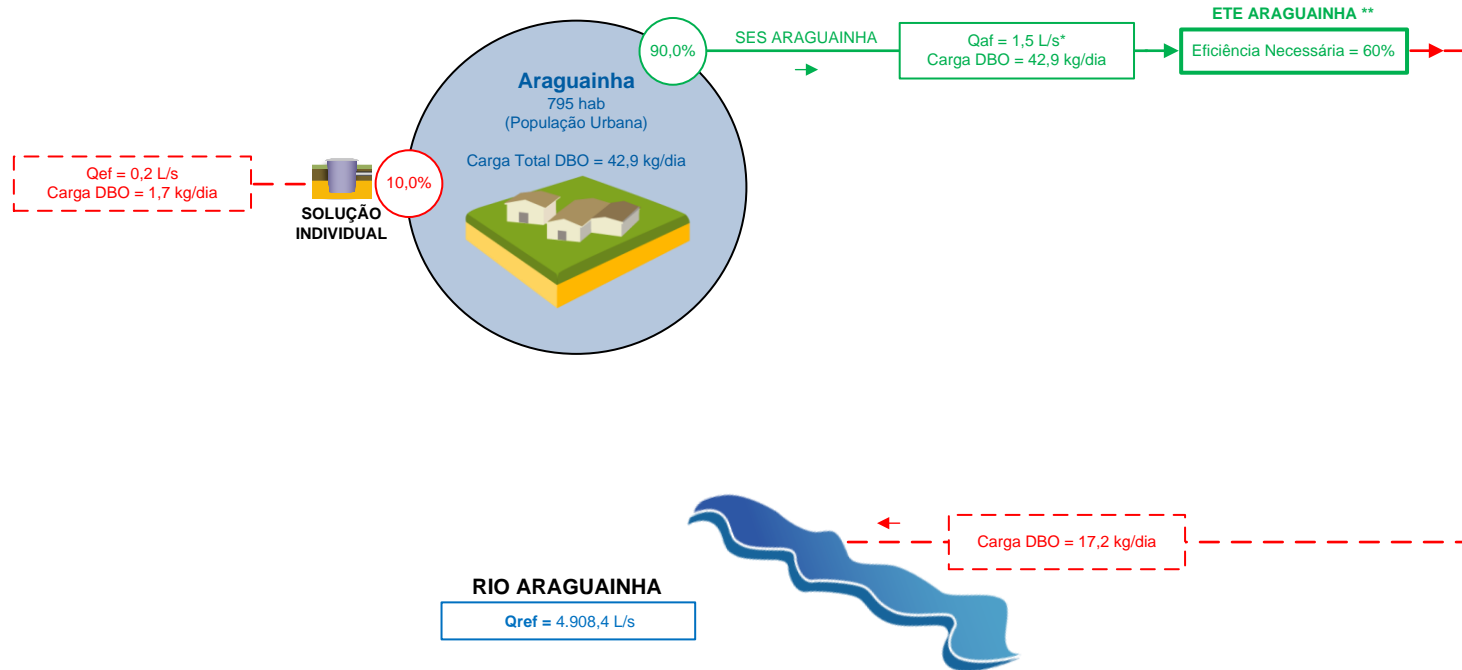 ETE ARAGUAINHA **
90,0%
SES ARAGUAINHA
Qaf = 1,5 L/s*
Carga DBO = 42,9 kg/dia
Eficiência Necessária = 60%
Araguainha
795 hab
(População Urbana)
Carga Total DBO = 42,9 kg/dia
Qef = 0,2 L/s
Carga DBO = 1,7 kg/dia
10,0%
SOLUÇÃO
INDIVIDUAL
Carga DBO = 17,2 kg/dia
RIO ARAGUAINHA
Qref = 4.908,4 L/s